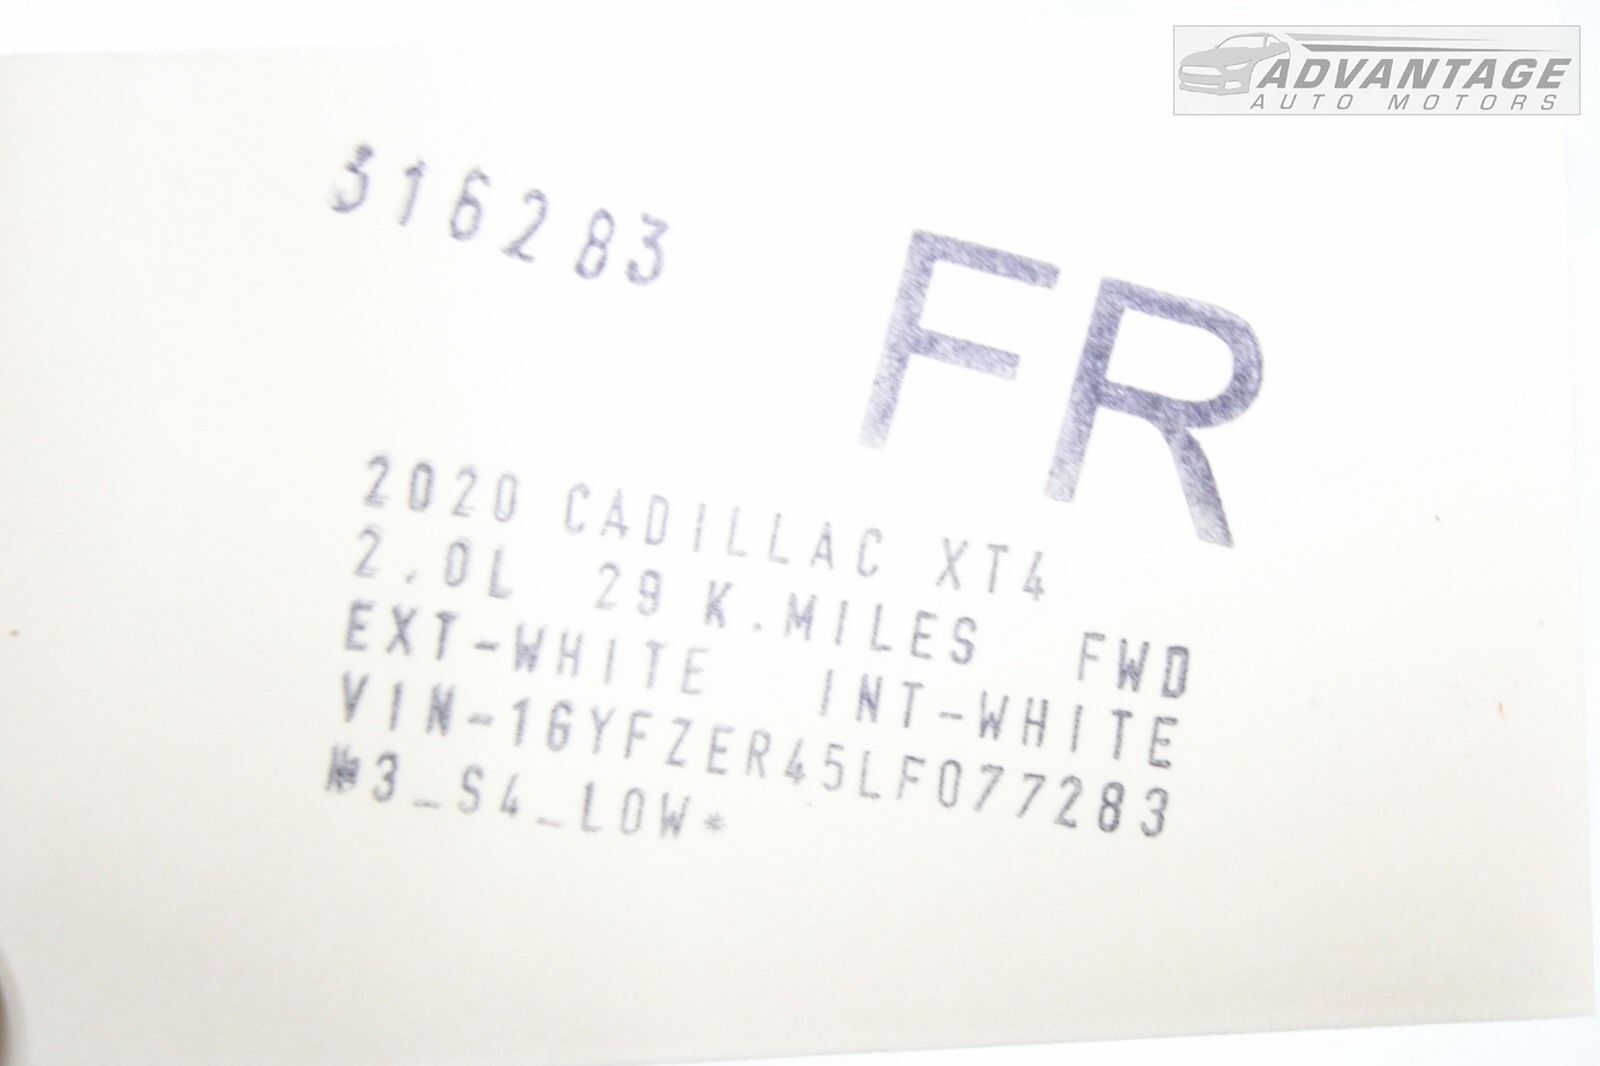 ADVANTAGE
AUTO MOTORS
316283
FR
2020 CADILLAC XT4
2.0L 29 K.MILES FWD
EXT-WHITE INT-WHITE
VIN-1GYFZER45LF077283
#3_S4_LOW*